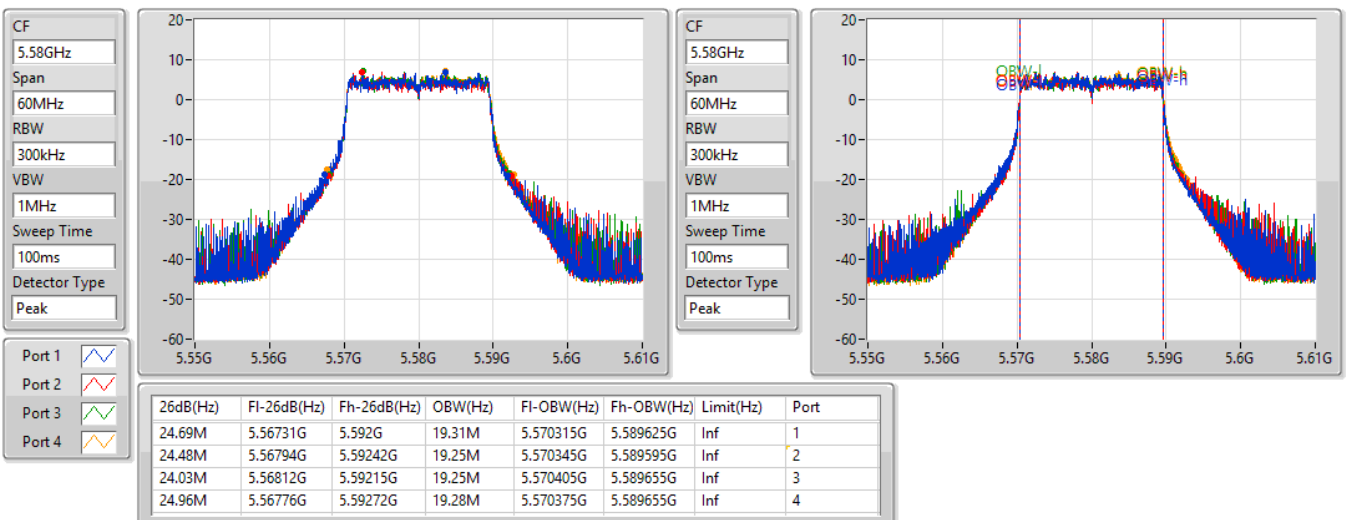 CF
5.58GHz
Span
60MHz
RBW
300kHz
VBW
1MHz
Sweep Time
100ms
Detector Type
Peak
20
10
0
-10
-20
-30
-40
-50
-60
5.55G 5.56G 5.57G 5.58G 5.59G 5.6G 5.61G
CF
5.58GHz
Span
60MHz
RBW
300kHz
VBW
1MHz
Sweep Time
100ms
Detector Type
Peak
20
10
0
-10
-20
-30
-40
-50
-60
OBW-l OBW-h
5.55G 5.56G 5.57G 5.58G 5.59G 5.6G 5.61G
Port 1
Port 2
Port 3
Port 4
26dB(Hz) Fl-26dB(Hz) Fh-26dB(Hz) OBW(Hz) Fl-OBW(Hz) Fh-OBW(Hz) Limit(Hz) Port
24.69M 5.56731G 5.592G 19.31M 5.570315G 5.589625G Inf 1
24.48M 5.56794G 5.59242G 19.25M 5.570345G 5.589595G Inf 2
24.03M 5.56812G 5.59215G 19.25M 5.570405G 5.589655G Inf 3
24.96M 5.56776G 5.59272G 19.28M 5.570375G 5.589655G Inf 4